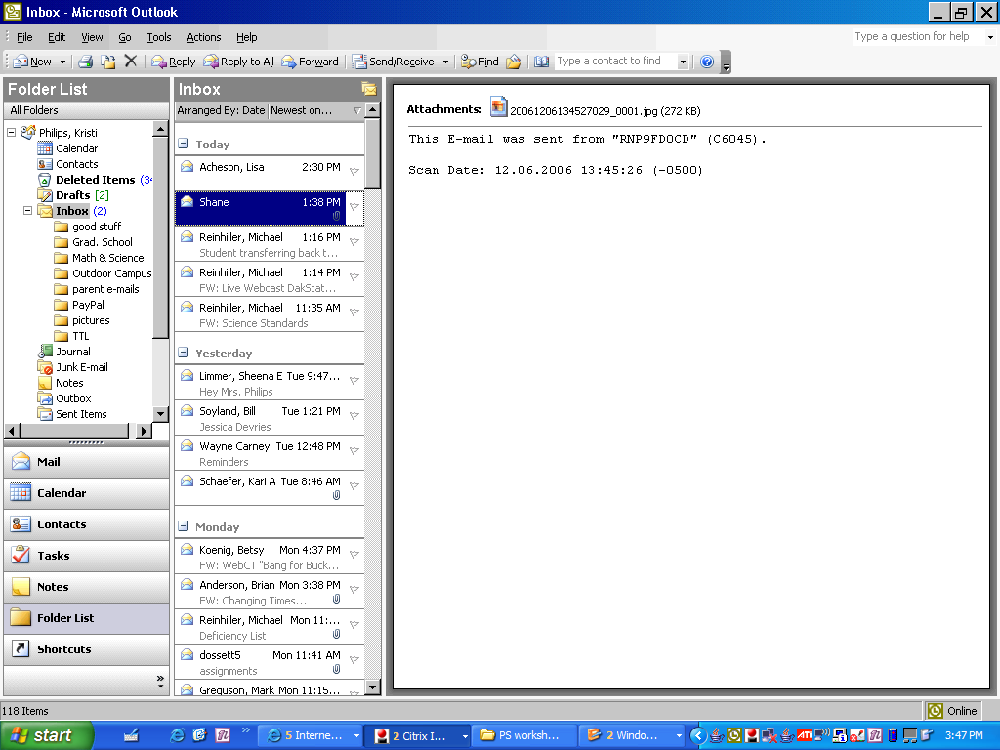 Inbox - Microsoft Outlook
File Edit View Go Tools Actions Help
Type a question for help
New Reply Reply to All Forward Send/Receive Find Type a contact to find
Folder List
All Folders
Philips, Kristi
Calendar
Contacts
Deleted Items
Drafts [2]
Inbox (2)
good stuff
Grad. School
Math & Science
Outdoor Campus
parent e-mails
PayPal
pictures
TTL
Journal
Junk E-mail
Notes
Outbox
Sent Items
Mail
Calendar
Contacts
Tasks
Notes
Folder List
Shortcuts
Inbox
Arranged By: Date Newest on...
Today
Acheson, Lisa 2:30 PM
Shane 1:38 PM
Reinhiller, Michael 1:16 PM
Student transferring back t...
Reinhiller, Michael 1:14 PM
FW: Live Webcast DakStat...
Reinhiller, Michael 11:35 AM
FW: Science Standards
Yesterday
Limmer, Sheena E Tue 9:47...
Hey Mrs. Philips
Soyland, Bill Tue 1:21 PM
Jessica Devries
Wayne Carney Tue 12:48 PM
Reminders
Schaefer, Kari A Tue 8:46 AM
Monday
Koenig, Betsy Mon 4:37 PM
FW: WebCT "Bang for Buck...
Anderson, Brian Mon 3:38 PM
FW: Changing Times...
Reinhiller, Michael Mon 11:...
Deficiency List
dossett5 Mon 11:41 AM
assignments
Greguson, Mark Mon 11:15...
Attachments: 20061206134527029_0001.jpg (272 KB)
This E-mail was sent from "RNP9FD0CD" (C6045).
Scan Date: 12.06.2006 13:45:26 (-0500)
118 Items
Online
start
5 Interne...
2 Citrix I...
PS worksh...
2 Windo...
ATI
3:47 PM